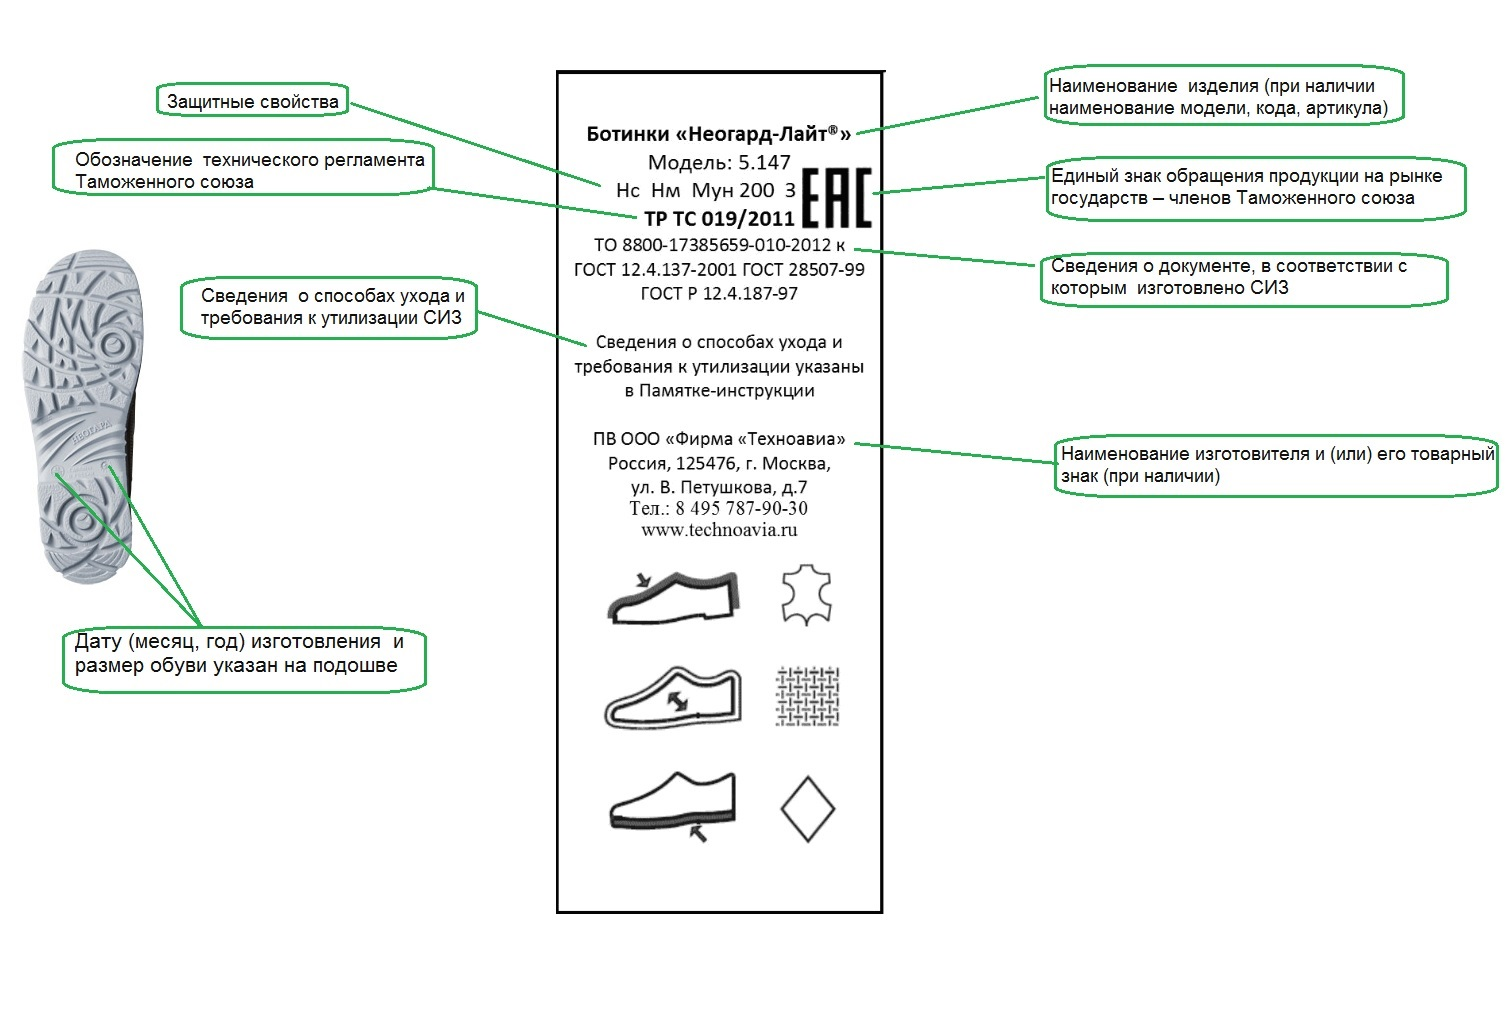 Защитные свойства
Обозначение технического регламента
Таможенного союза
Сведения о способах ухода и
требования к утилизации СИЗ
НЕОГАРД
Дату (месяц, год) изготовления и
размер обуви указан на подошве
Ботинки «Неогард-Лайт®»
Модель: 5.147
Нс Нм Мун 200 З
ТР ТС 019/2011
EAC
ТО 8800-17385659-010-2012 к
ГОСТ 12.4.137-2001 ГОСТ 28507-99
ГОСТ Р 12.4.187-97
Сведения о способах ухода и
требования к утилизации указаны
в Памятке-инструкции
ПВ ООО «Фирма «Техноавиа»
Россия, 125476, г. Москва,
ул. В. Петушкова, д.7
Тел.: 8 495 787-90-30
www.technoavia.ru
Наименование изделия (при наличии
наименование модели, кода, артикула)
Единый знак обращения продукции на рынке
государств – членов Таможенного союза
Сведения о документе, в соответствии с
которым изготовлено СИЗ
Наименование изготовителя и (или) его товарный
знак (при наличии)